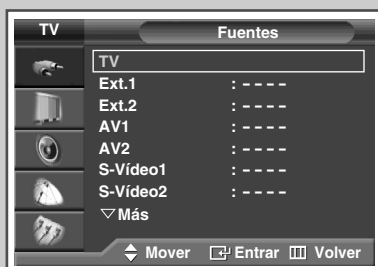 TV Fuentes
TV
Ext.1 : - - - -
Ext.2 : - - - -
AV1 : - - - -
AV2 : - - - -
S-Vídeo1 : - - - -
S-Vídeo2 : - - - -
▽Más
Mover Entrar Volver